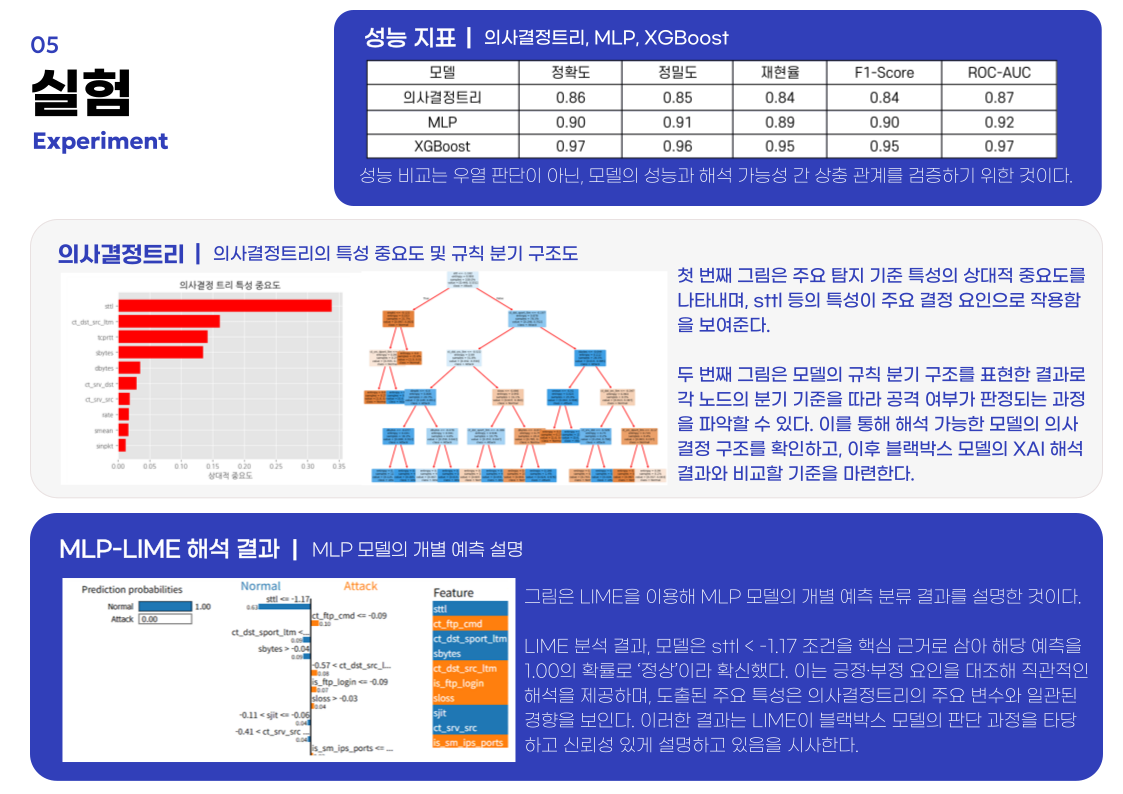 05
실험
Experiment
성능 지표 | 의사결정트리, MLP, XGBoost
모델 정확도 정밀도 재현율 F1-Score ROC-AUC
의사결정트리 0.86 0.85 0.84 0.84 0.87
MLP 0.90 0.91 0.89 0.90 0.92
XGBoost 0.97 0.96 0.95 0.95 0.97
성능 비교는 우열 판단이 아닌, 모델의 성능과 해석 가능성 간 상충 관계를 검증하기 위한 것이다.
의사결정트리 | 의사결정트리의 특성 중요도 및 규칙 분기 구조도
의사결정 트리 특성 중요도
sttl
ct_dst_src_ltm
tcprtt
sbytes
dbytes
ct_srv_dst
ct_srv_src
rate
smean
sinpkt
0.00 0.05 0.10 0.15 0.20 0.25 0.30 0.35
상대적 중요도
첫 번째 그림은 주요 탐지 기준 특성의 상대적 중요도를
나타내며, sttl 등의 특성이 주요 결정 요인으로 작용함
을 보여준다.
두 번째 그림은 모델의 규칙 분기 구조를 표현한 결과로
각 노드의 분기 기준을 따라 공격 여부가 판정되는 과정
을 파악할 수 있다. 이를 통해 해석 가능한 모델의 의사
결정 구조를 확인하고, 이후 블랙박스 모델의 XAI 해석
결과와 비교할 기준을 마련한다.
MLP-LIME 해석 결과 | MLP 모델의 개별 예측 설명
Prediction probabilities
Normal 1.00
Attack 0.00
Normal Attack
sttl <= -1.17
0.63
ct_ftp_cmd <= -0.09
0.10
ct_dst_sport_ltm <...
0.09
sbytes > -0.04
0.09
-0.57 < ct_dst_src_l...
0.08
is_ftp_login <= -0.09
0.07
sloss > -0.03
0.04
-0.11 < sjit <= -0.06
0.04
-0.41 < ct_srv_src ...
0.04
is_sm_ips_ports <= ...
Feature
sttl
ct_ftp_cmd
ct_dst_sport_ltm
sbytes
ct_dst_src_ltm
is_ftp_login
sloss
sjit
ct_srv_src
is_sm_ips_ports
그림은 LIME을 이용해 MLP 모델의 개별 예측 분류 결과를 설명한 것이다.
LIME 분석 결과, 모델은 sttl < -1.17 조건을 핵심 근거로 삼아 해당 예측을
1.00의 확률로 '정상'이라 확신했다. 이는 긍정·부정 요인을 대조해 직관적인
해석을 제공하며, 도출된 주요 특성은 의사결정트리의 주요 변수와 일관된
경향을 보인다. 이러한 결과는 LIME이 블랙박스 모델의 판단 과정을 타당
하고 신뢰성 있게 설명하고 있음을 시사한다.